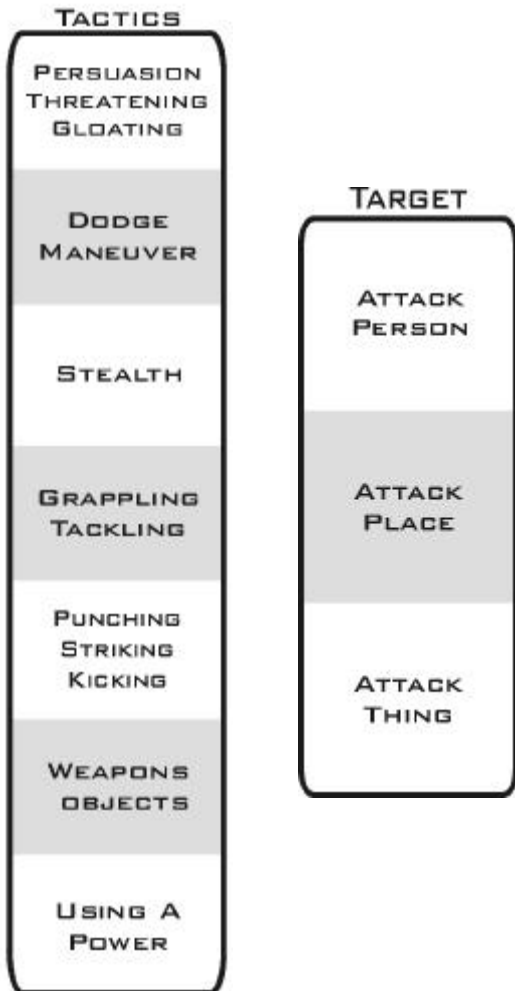 TACTICS
PERSUASION
THREATENING
GLOATING
DODGE
MANEUVER
STEALTH
GRAPPLING
TACKLING
PUNCHING
STRIKING
KICKING
WEAPONS
OBJECTS
USING A
POWER
TARGET
ATTACK
PERSON
ATTACK
PLACE
ATTACK
THING